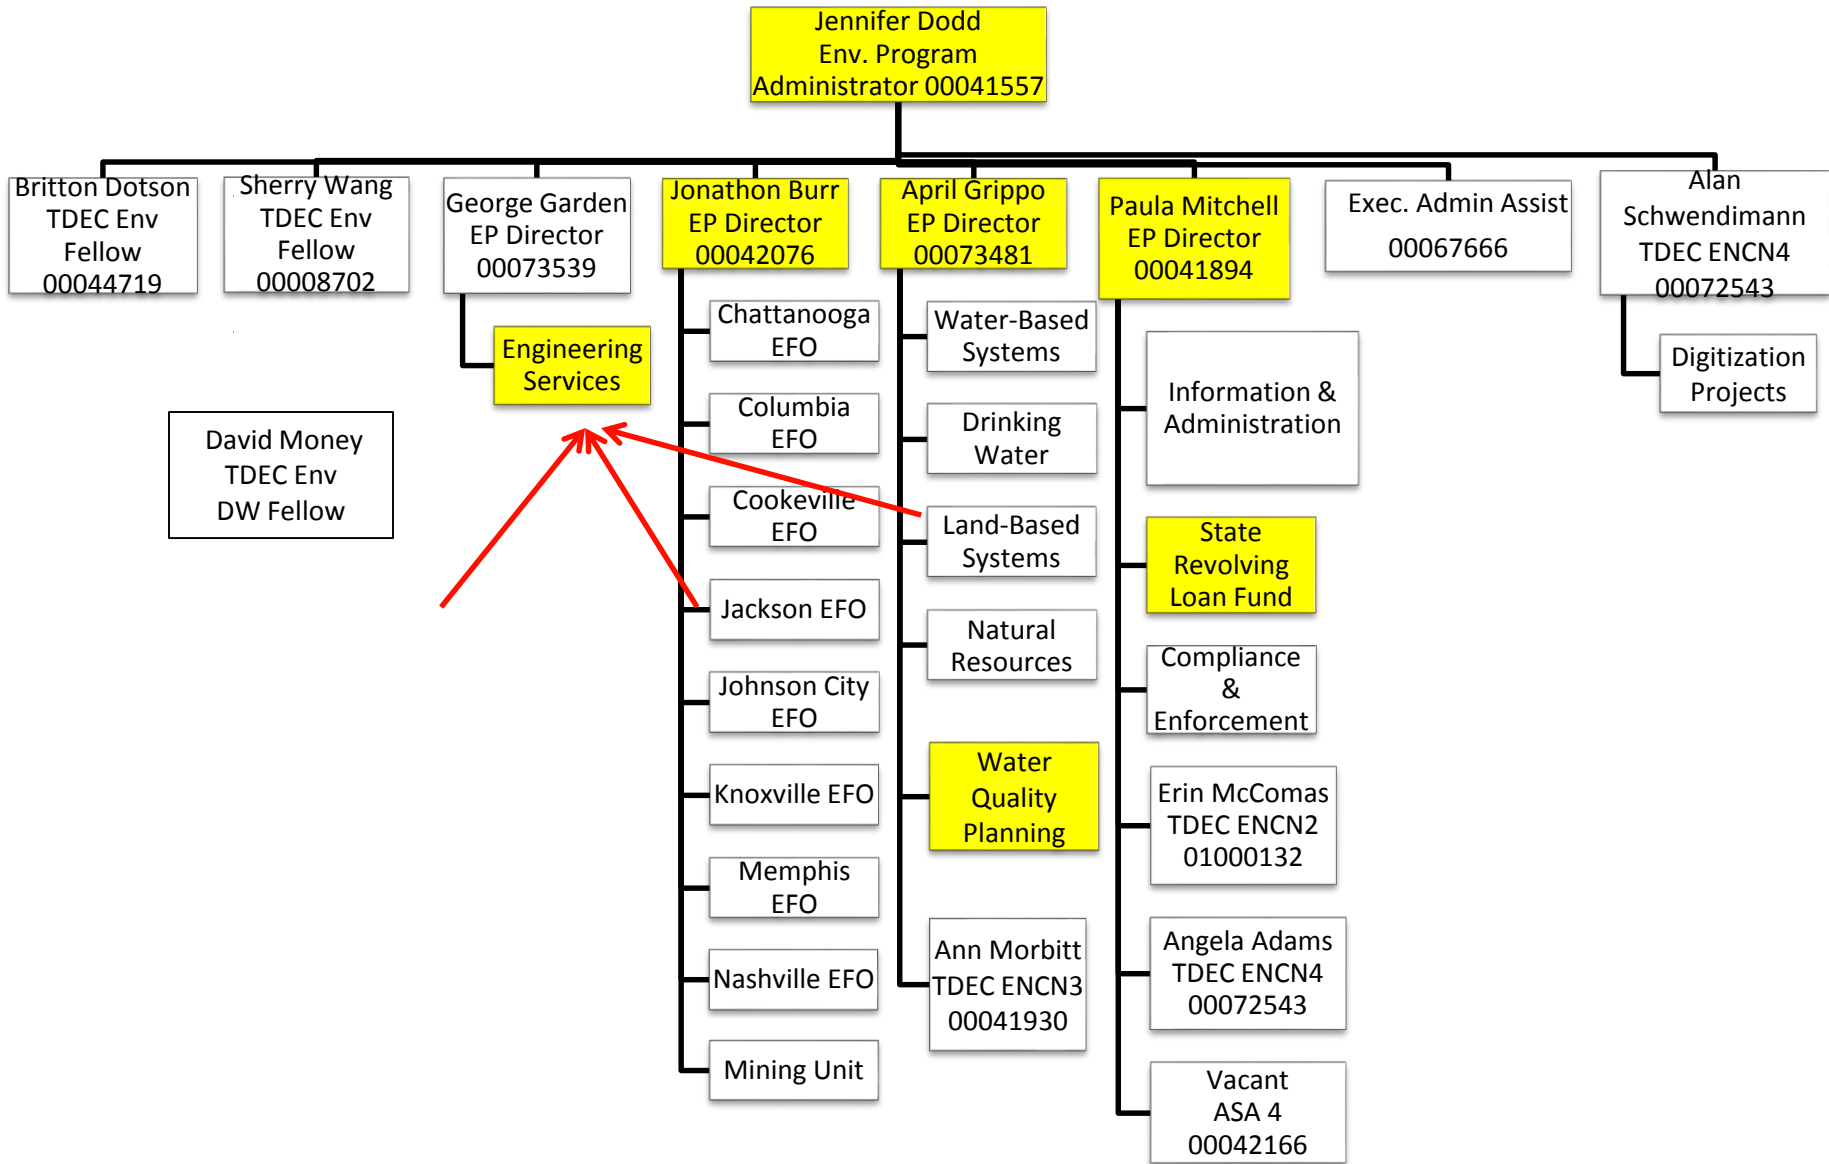 Jennifer Dodd
Env. Program
Administrator 00041557
Britton Dotson
TDEC Env
Fellow
00044719
Sherry Wang
TDEC Env
Fellow
00008702
George Garden
EP Director
00073539
Jonathon Burr
EP Director
00042076
April Grippo
EP Director
00073481
Paula Mitchell
EP Director
00041894
Exec. Admin Assist
00067666
Alan
Schwendimann
TDEC ENCN4
00072543
Engineering
Services
David Money
TDEC Env
DW Fellow
Chattanooga
EFO
Columbia
EFO
Cookeville
EFO
Jackson EFO
Johnson City
EFO
Knoxville EFO
Memphis
EFO
Nashville EFO
Mining Unit
Water-Based
Systems
Drinking
Water
Land-Based
Systems
Natural
Resources
Water
Quality
Planning
Ann Morbitt
TDEC ENCN3
00041930
Information &
Administration
State
Revolving
Loan Fund
Compliance
&
Enforcement
Erin McComas
TDEC ENCN2
01000132
Angela Adams
TDEC ENCN4
00072543
Vacant
ASA 4
00042166
Digitization
Projects